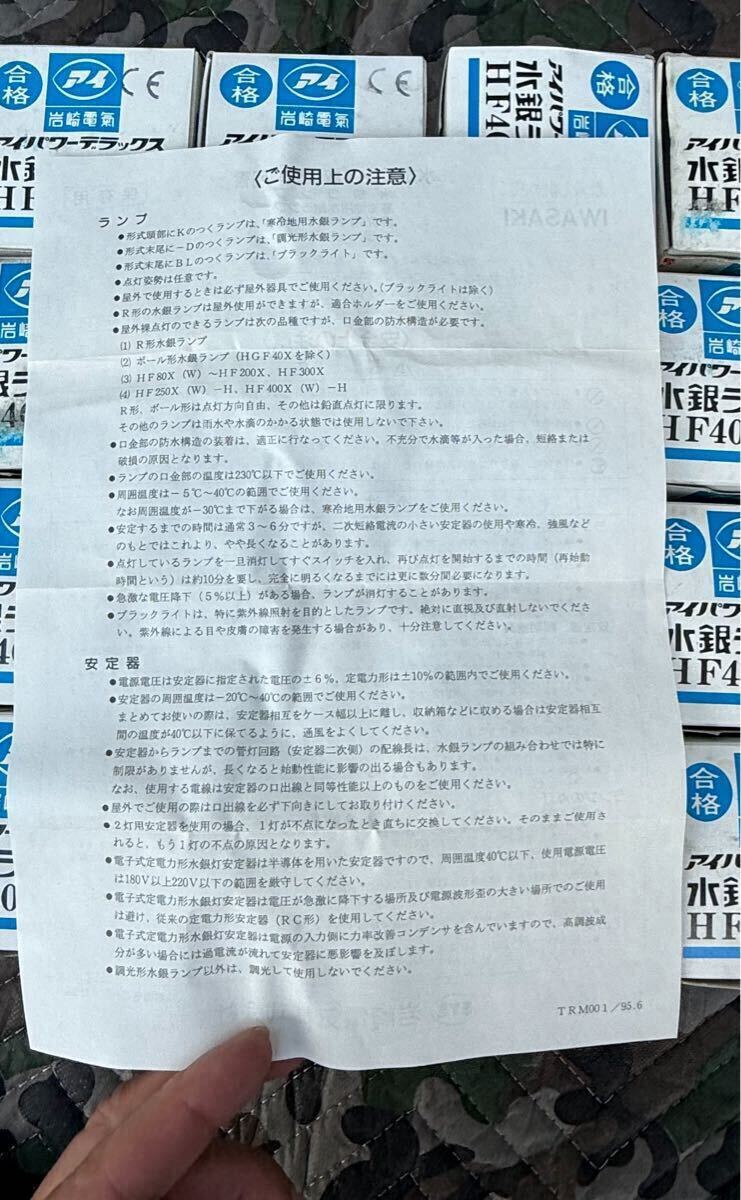 合格
岩崎電氣
CE
アイパワーデラックス
水銀
HF
合格
岩崎電氣
CE
合格
アイパワーデラ
水銀
HF40
合格
アイパワ
水銀ラ
HF
〈ご使用上の注意〉
ランプ
●形式頭部にKのつくランプは、「寒冷地用水銀ランプ」です。
●形式末尾に－Dのつくランプは、「調光形水銀ランプ」です。
●形式末尾にBLのつくランプは、「ブラックライト」です。
●点灯姿勢は任意です。
●屋外で使用するときは必ず屋外器具でご使用ください。（ブラックライトは除く）
●R形の水銀ランプは屋外使用ができますが、適合ホルダーをご使用ください。
●屋外裸点灯のできるランプは次の品種ですが、口金部の防水構造が必要です。
(1) R形水銀ランプ
(2) ボール形水銀ランプ（HGF40Xを除く）
(3) HF80X（W）～HF200X、HF300X
(4) HF250X（W）－H、HF400X（W）－H
R形、ボール形は点灯方向自由、その他は鉛直点灯に限ります。
その他のランプは雨水や水滴のかかる状態では使用しないで下さい。
●口金部の防水構造の装着は、適正に行なってください。不充分で水滴等が入った場合、短絡または
破損の原因となります。
●ランプの口金部の温度は230℃以下でご使用ください。
●周囲温度は－5℃～40℃の範囲でご使用ください。
なお周囲温度が－30℃まで下がる場合は、寒冷地用水銀ランプをご使用ください。
●安定するまでの時間は通常3～6分ですが、二次短絡電流の小さい安定器の使用や寒冷、強風など
のもとではこれより、やや長くなることがあります。
●点灯しているランプを一旦消灯してすぐスイッチを入れ、再び点灯を開始するまでの時間（再始動
時間という）は約10分を要し、完全に明るくなるまでには更に数分間必要になります。
●急激な電圧降下（5％以上）がある場合、ランプが消灯することがあります。
●ブラックライトは、特に紫外線照射を目的としたランプです。絶対に直視及び直射しないでくださ
い。紫外線による目や皮膚の障害を発生する場合があり、十分注意してください。
安定器
●電源電圧は安定器に指定された電圧の±6％，定電力形は±10％の範囲内でご使用ください。
●安定器の周囲温度は－20℃～40℃の範囲でご使用ください。
まとめてお使いの際は、安定器相互をケース幅以上に離し、収納箱などに収める場合は安定器相互
間の温度が40℃以下に保てるように、通風をよくしてください。
●安定器からランプまでの管灯回路（安定器二次側）の配線長は、水銀ランプの組み合わせでは特に
制限がありませんが、長くなると始動性能に影響の出る場合もあります。
なお、使用する電線は安定器の口出線と同等性能以上のものをご使用ください。
●屋外でご使用の際は口出線を必ず下向きにしてお取り付けください。
●2灯用安定器を使用の場合、1灯が不点になったとき直ちに交換してください。そのままご使用さ
れると、もう1灯の不点の原因となります。
●電子式定電力形水銀灯安定器は半導体を用いた安定器ですので、周囲温度40℃以下、使用電源電圧
は180V以上220V以下の範囲を厳守してください。
●電子式定電力形水銀灯安定器は電圧が急激に降下する場所及び電源波形歪の大きい場所でのご使用
は避け、従来の定電力形安定器（RC形）を使用してください。
●電子式定電力形水銀灯安定器は電源の入力側に力率改善コンデンサを含んでいますので、高調波成
分が多い場合には過電流が流れて安定器に悪影響を及ぼします。
●調光形水銀ランプ以外は、調光して使用しないでください。
TRM001／95.6
合格
岩崎
アイパワー
水銀ラ
HF40
合格
岩崎
アイパワー
水銀ラ
HF4
合格
アイパワ
水銀
HF